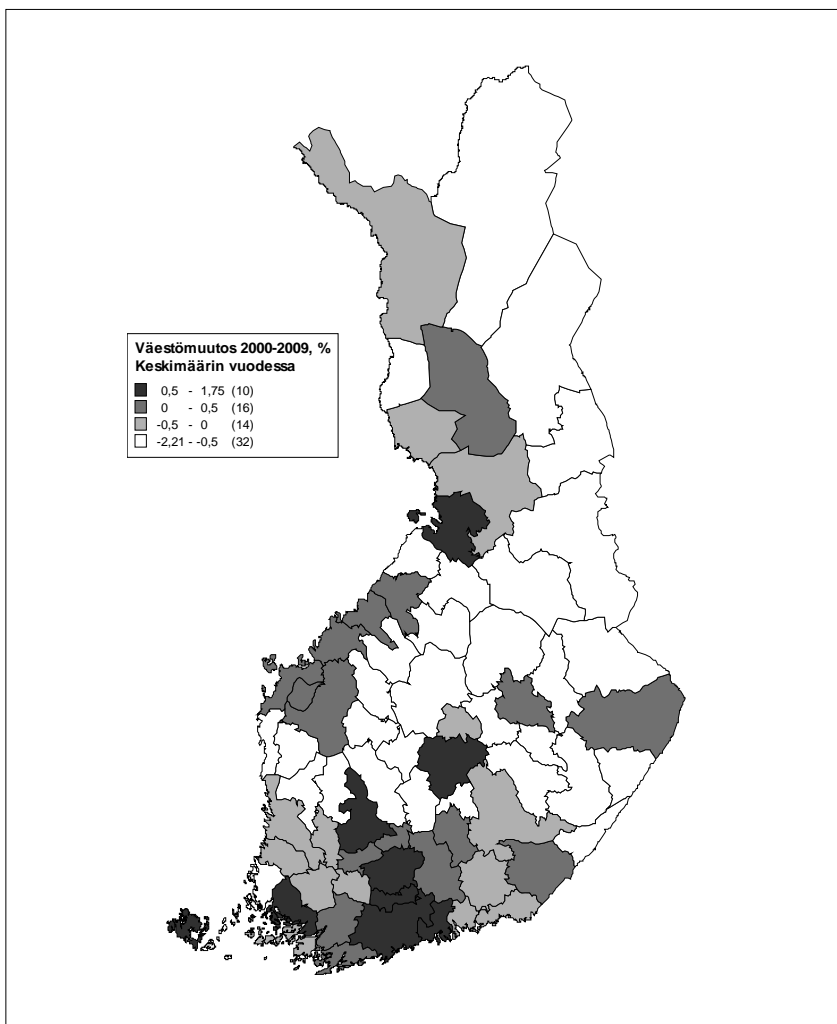 Väestömuutos 2000-2009, %
Keskimäärin vuodessa
0,5 - 1,75 (10)
0 - 0,5 (16)
-0,5 - 0 (14)
-2,21 - -0,5 (32)